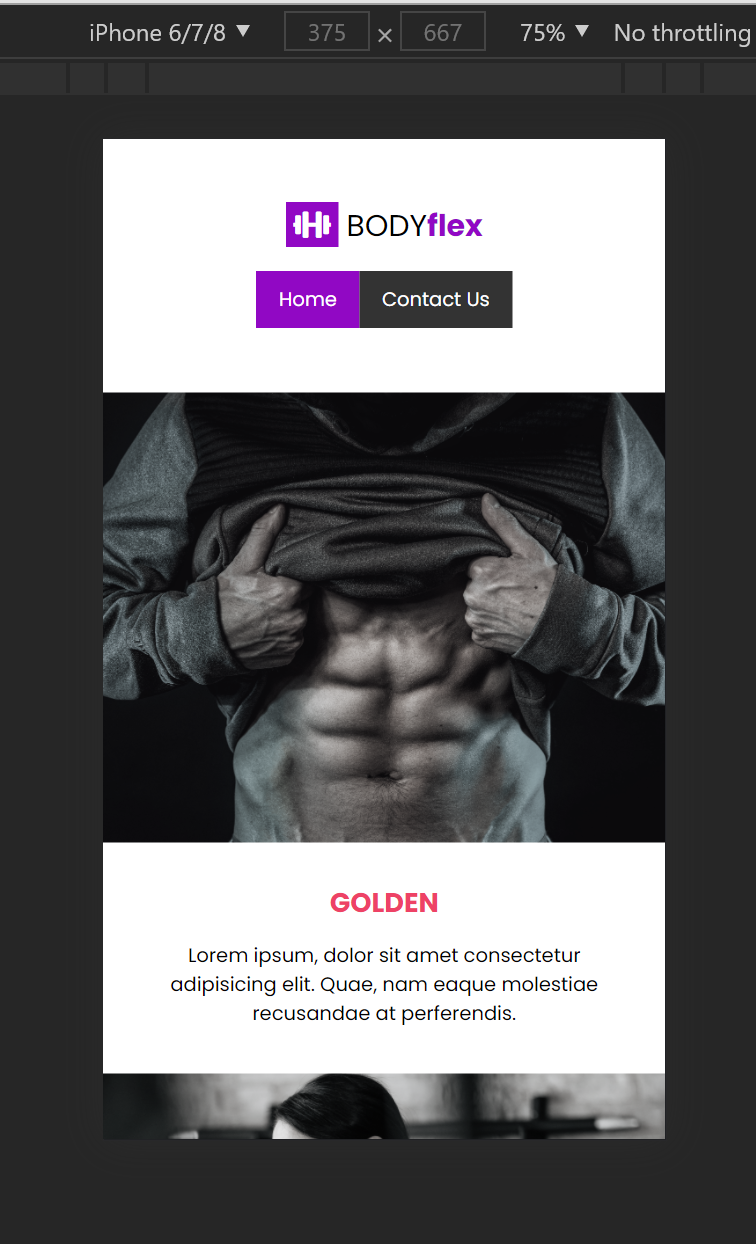 iPhone 6/7/8 ▼ 375 × 667 75% ▼ No throttling
BODYflex
Home Contact Us
GOLDEN
Lorem ipsum, dolor sit amet consectetur
adipisicing elit. Quae, nam eaque molestiae
recusandae at perferendis.